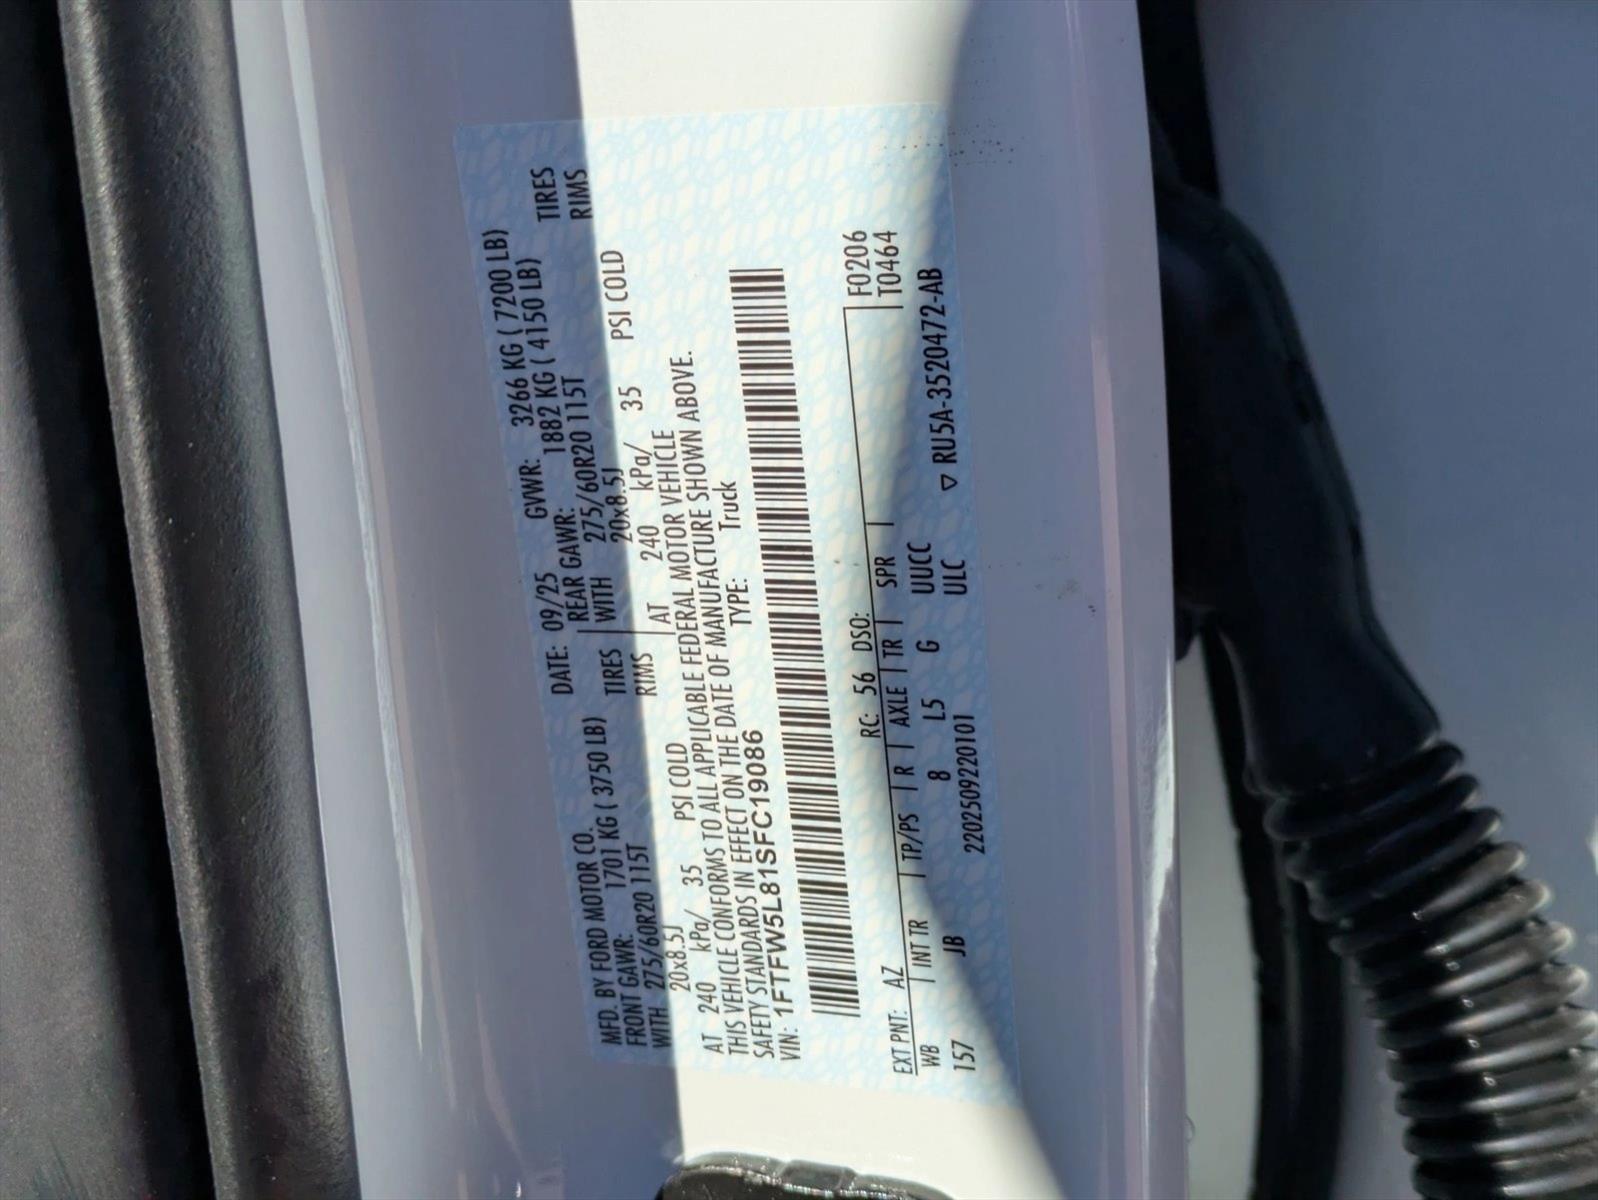 MFD. BY FORD MOTOR CO. DATE: 09/25 GVWR: 3266 KG ( 7200 LB)
FRONT GAWR: 1701 KG ( 3750 LB) REAR GAWR: 1882 KG ( 4150 LB)
WITH 275/60R20 115T TIRES WITH 275/60R20 115T TIRES
20x8.5J RIMS 20x8.5J RIMS
AT 240 kPa/ 35 PSI COLD AT 240 kPa/ 35 PSI COLD
THIS VEHICLE CONFORMS TO ALL APPLICABLE FEDERAL MOTOR VEHICLE
SAFETY STANDARDS IN EFFECT ON THE DATE OF MANUFACTURE SHOWN ABOVE.
VIN: 1FTFW5L81SFC19086 TYPE: Truck
F0206
T0464
EXT PNT: AZ RC: 56 DSO:
WB INT TR TP/PS R AXLE TR SPR
157 JB 8 L5 G UUCC
2202509220101 ULC ▽ RU5A-3520472-AB